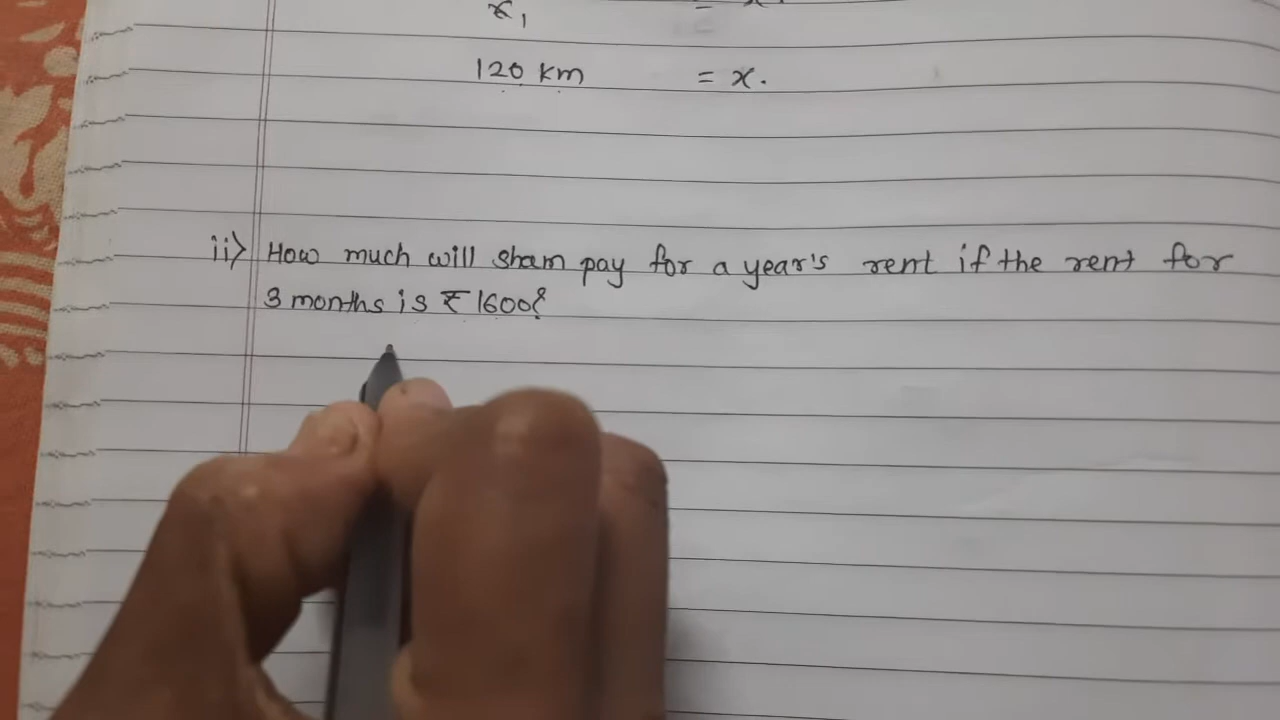 x₁ = x
120 km = x.
ii> How much will sham pay for a year's rent if the rent for
3 months is ₹ 1600?